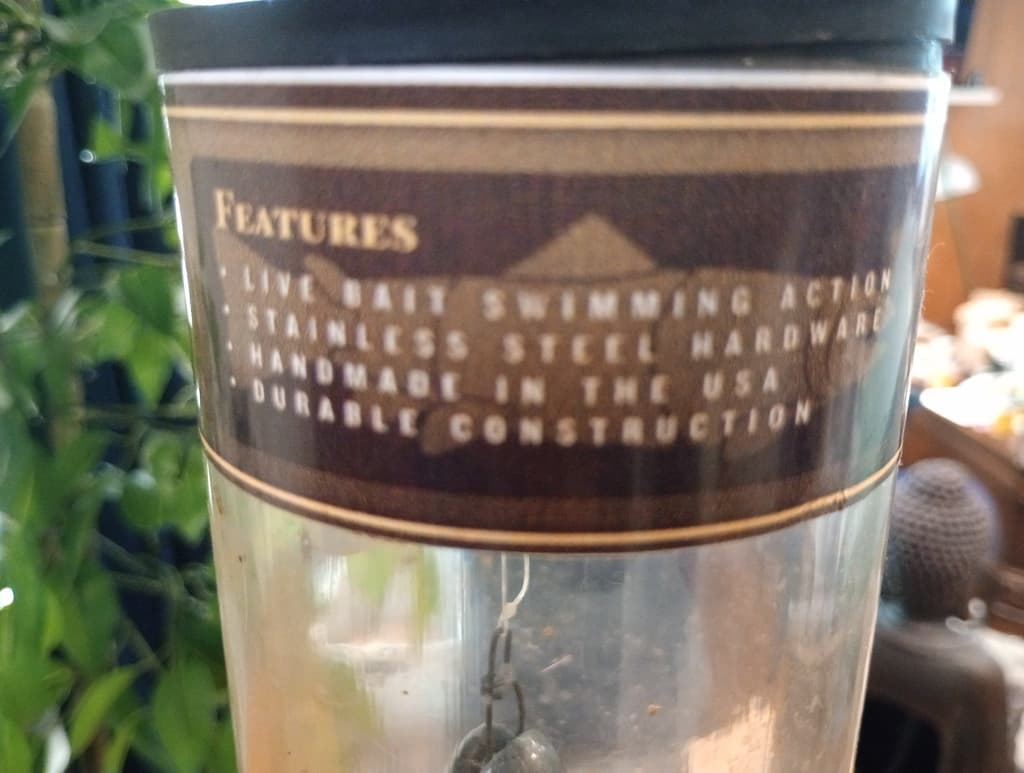 FEATURES
· LIVE BAIT SWIMMING ACTION
· STAINLESS STEEL HARDWARE
· HANDMADE IN THE USA
· DURABLE CONSTRUCTION